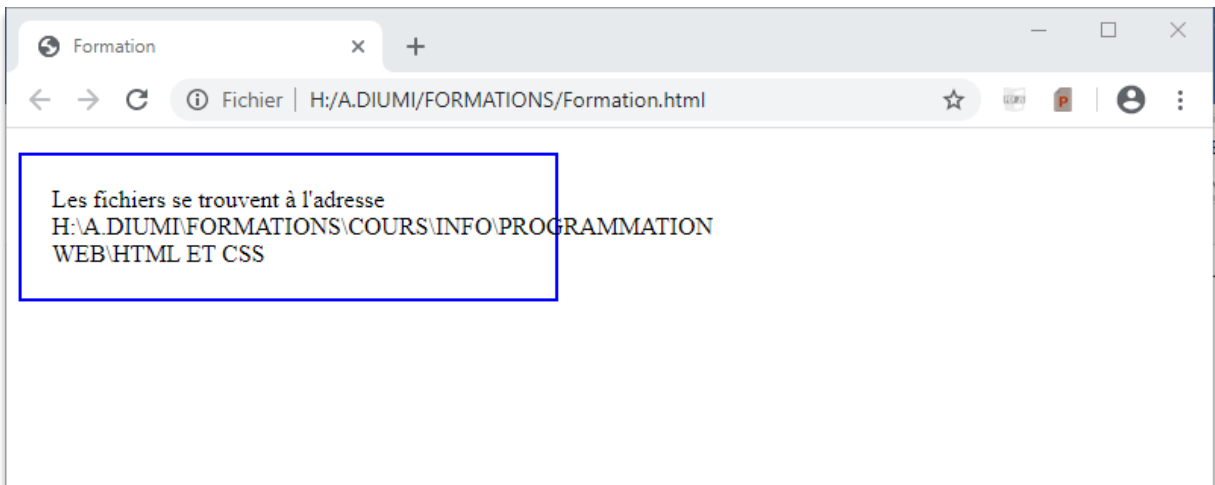 Formation
Fichier | H:/A.DIUMI/FORMATIONS/Formation.html
Les fichiers se trouvent à l'adresse
H:\A.DIUMI\FORMATIONS\COURS\INFO\PROGRAMMATION
WEB\HTML ET CSS